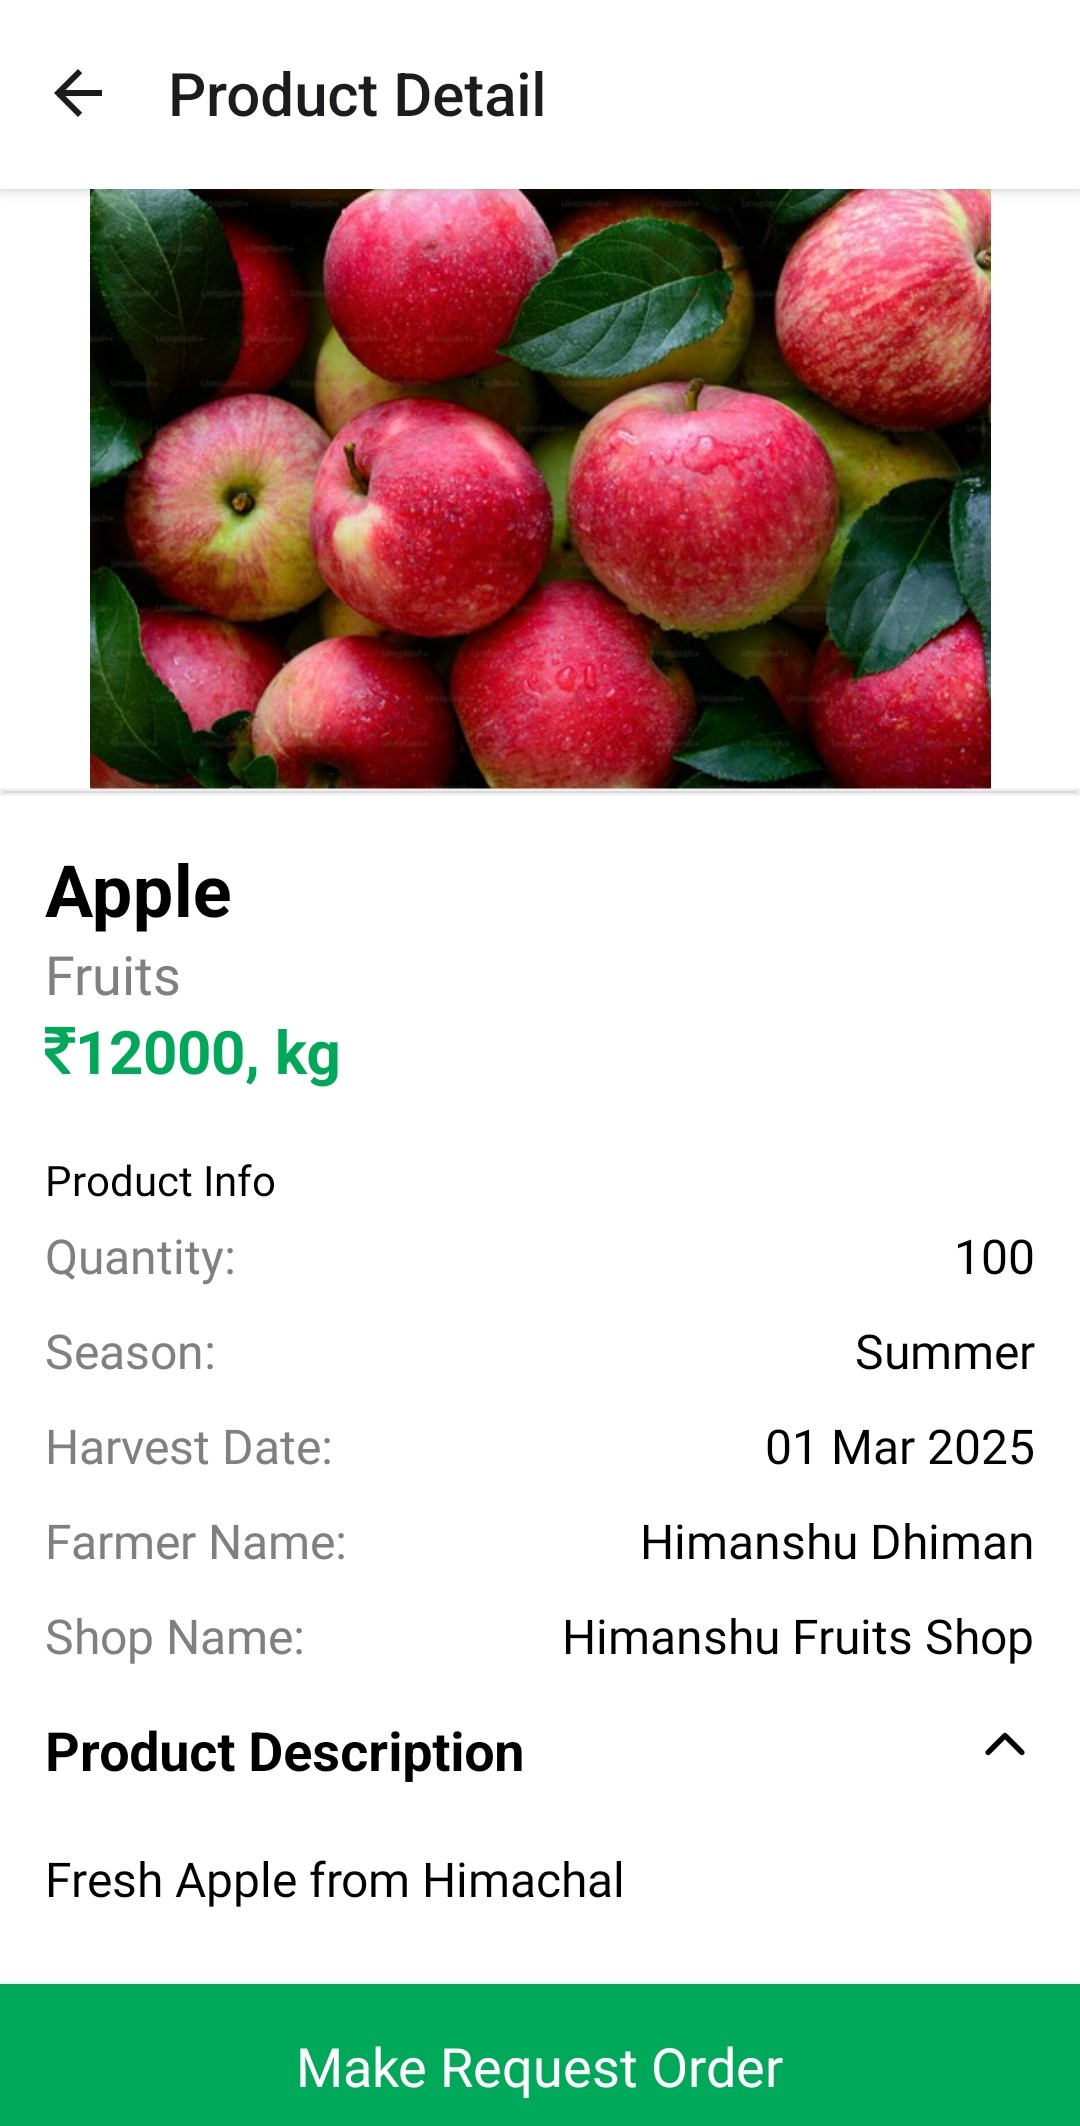 Product Detail
Apple
Fruits
₹12000, kg
Product Info
Quantity: 100
Season: Summer
Harvest Date: 01 Mar 2025
Farmer Name: Himanshu Dhiman
Shop Name: Himanshu Fruits Shop
Product Description
Fresh Apple from Himachal
Make Request Order